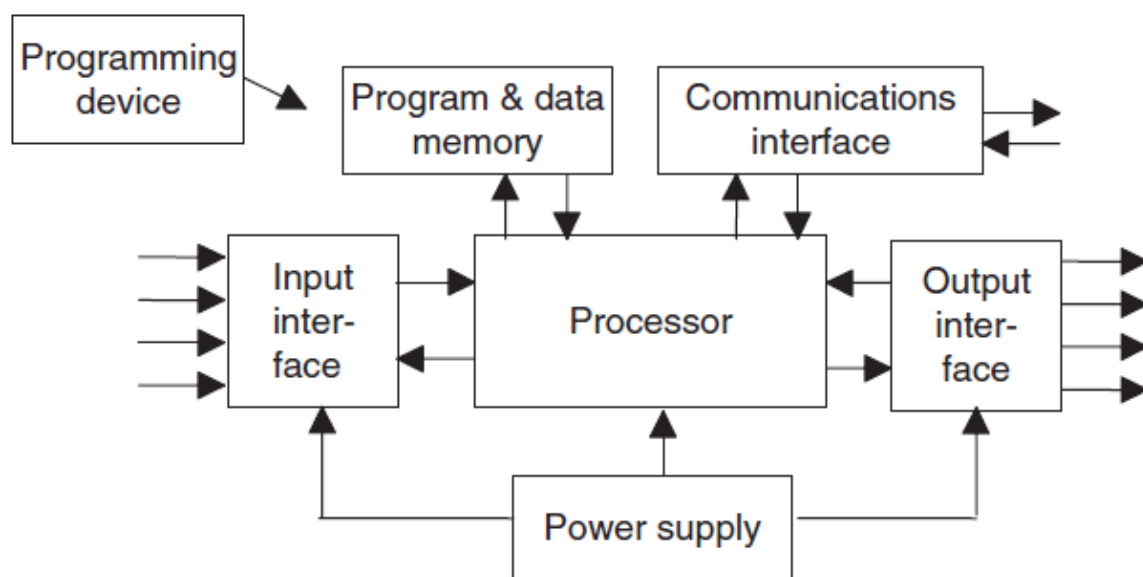 Programming
device
Program & data
memory
Communications
interface
Input
inter-
face
Processor
Output
inter-
face
Power supply